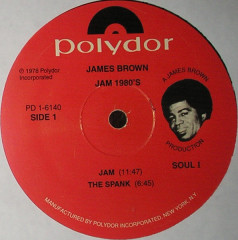 polydor
JAMES BROWN
JAM 1980'S
℗ 1978 Polydor
Incorporated
A JAMES BROWN
PD 1-6140
SIDE 1
PRODUCTION
SOUL I
JAM (11:47)
THE SPANK (6:45)
MANUFACTURED BY POLYDOR INCORPORATED, NEW YORK, N.Y.